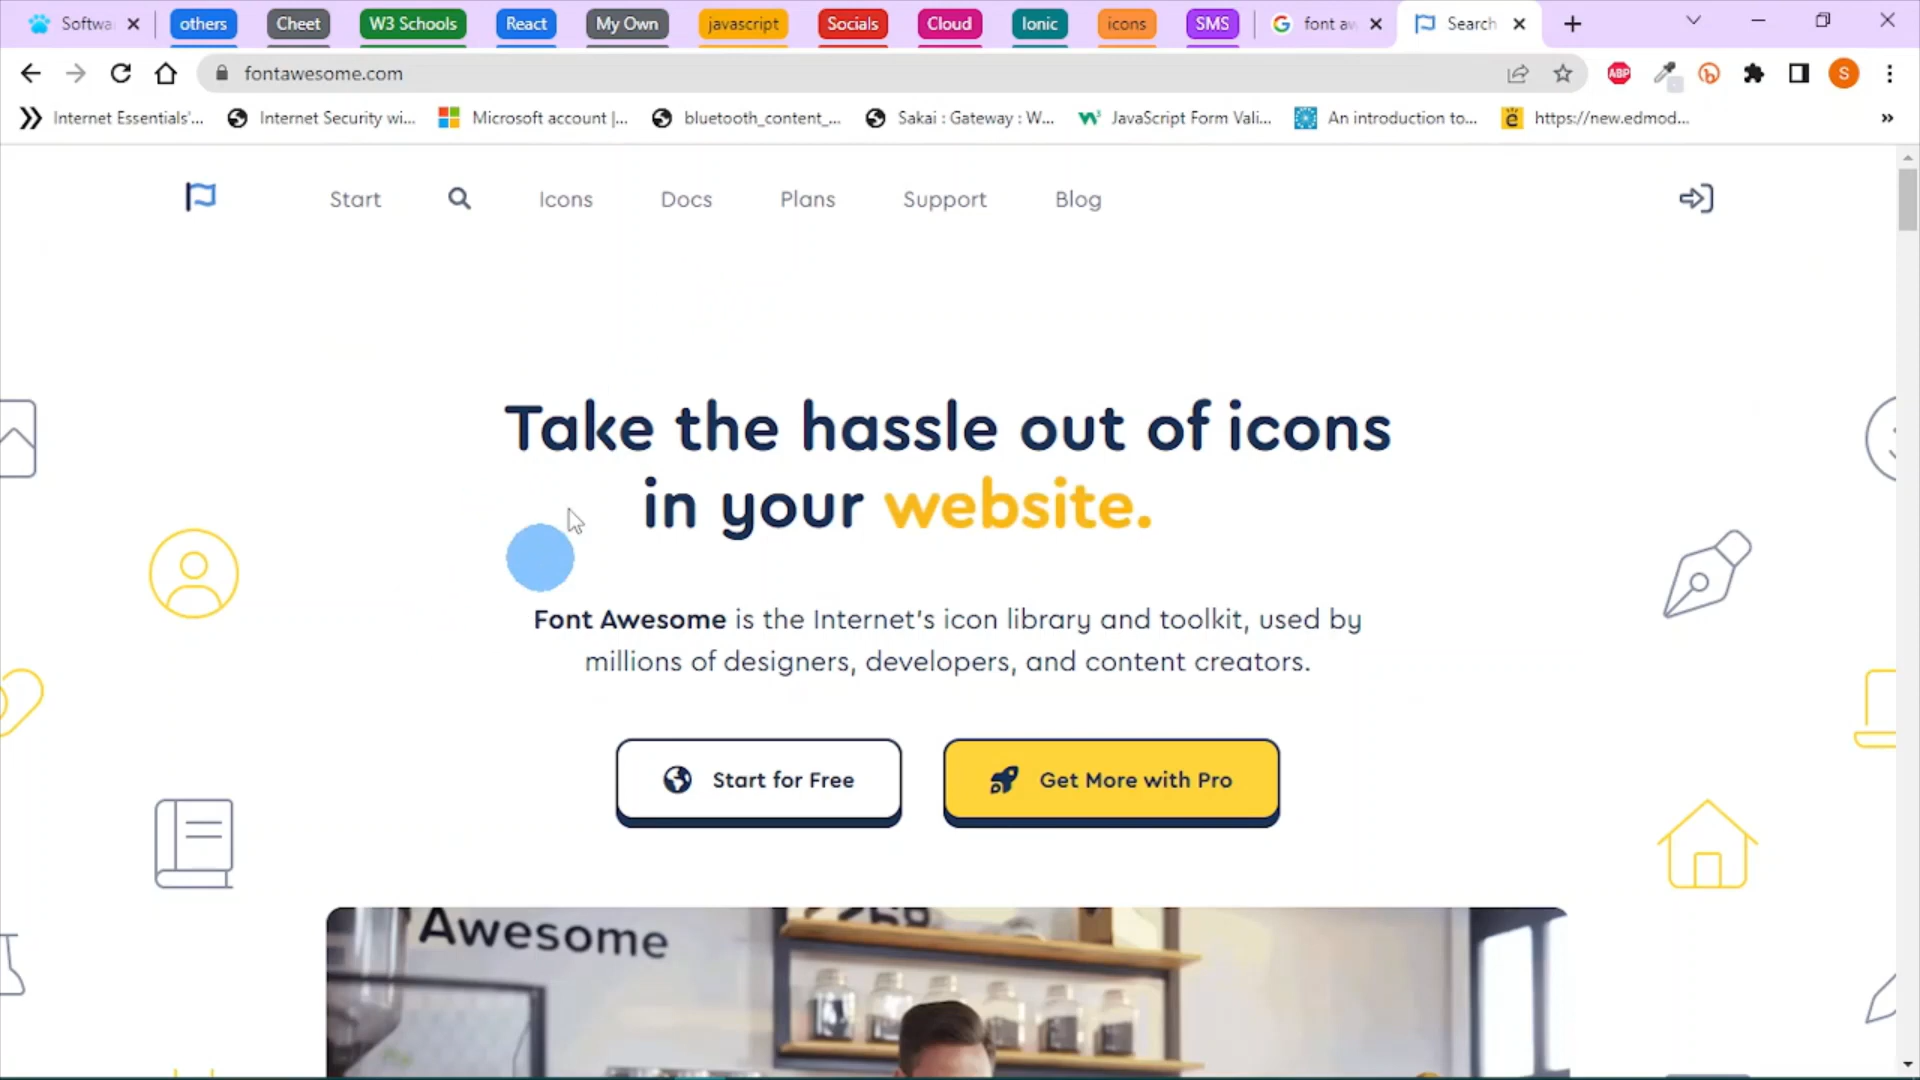 Softwa
others
Cheet
W3 Schools
React
My Own
javascript
Socials
Cloud
Ionic
icons
SMS
font aw
Search
fontawesome.com
ABP
S
Internet Essentials'...
Internet Security wi...
Microsoft account |...
bluetooth_content_...
Sakai : Gateway : W...
JavaScript Form Vali...
An introduction to...
https://new.edmod...
Start
Icons
Docs
Plans
Support
Blog
Take the hassle out of icons
in your website.
Font Awesome is the Internet's icon library and toolkit, used by
millions of designers, developers, and content creators.
Start for Free
Get More with Pro
Awesome